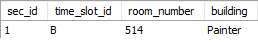 sec_id time_slot_id room_number building
1 B 514 Painter